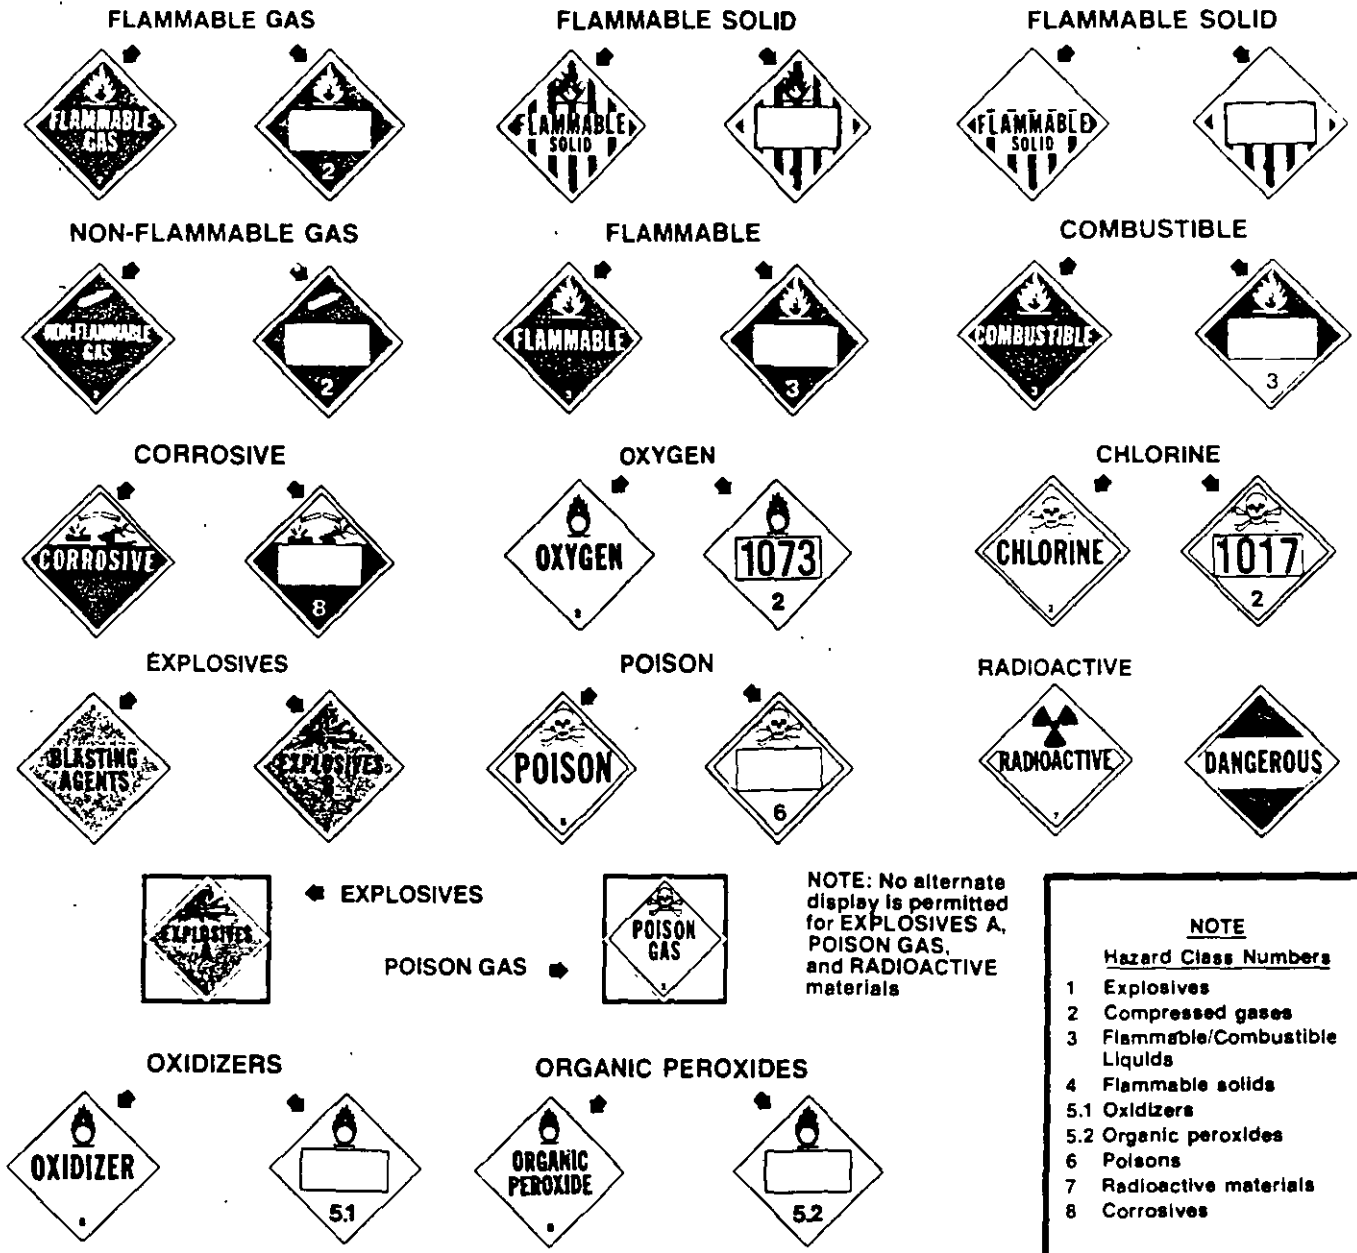 FLAMMABLE GAS
FLAMMABLE SOLID
FLAMMABLE SOLID
FLAMMABLE
GAS
2
FLAMMABLE
SOLID
FLAMMABLE
SOLID
NON-FLAMMABLE GAS
FLAMMABLE
COMBUSTIBLE
NON-FLAMMABLE
GAS
2
2
FLAMMABLE
3
3
COMBUSTIBLE
3
3
CORROSIVE
OXYGEN
CHLORINE
CORROSIVE
8
OXYGEN
1073
2
CHLORINE
1017
2
EXPLOSIVES
POISON
RADIOACTIVE
BLASTING
AGENTS
EXPLOSIVES
B
POISON
6
RADIOACTIVE
7
DANGEROUS
EXPLOSIVES
A
EXPLOSIVES
POISON GAS
POISON
GAS
2
NOTE: No alternate
display is permitted
for EXPLOSIVES A,
POISON GAS,
and RADIOACTIVE
materials
NOTE
Hazard Class Numbers
1 Explosives
2 Compressed gases
3 Flammable/Combustible
Liquids
4 Flammable solids
5.1 Oxidizers
5.2 Organic peroxides
6 Poisons
7 Radioactive materials
8 Corrosives
OXIDIZERS
ORGANIC PEROXIDES
OXIDIZER
5.1
ORGANIC
PEROXIDE
5.2